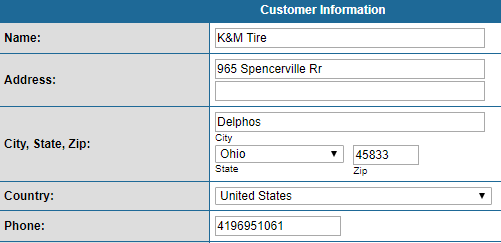 Customer Information
Name: K&M Tire
Address: 965 Spencerville Rr
City, State, Zip: Delphos
City
Ohio 45833
State Zip
Country: United States
Phone: 4196951061